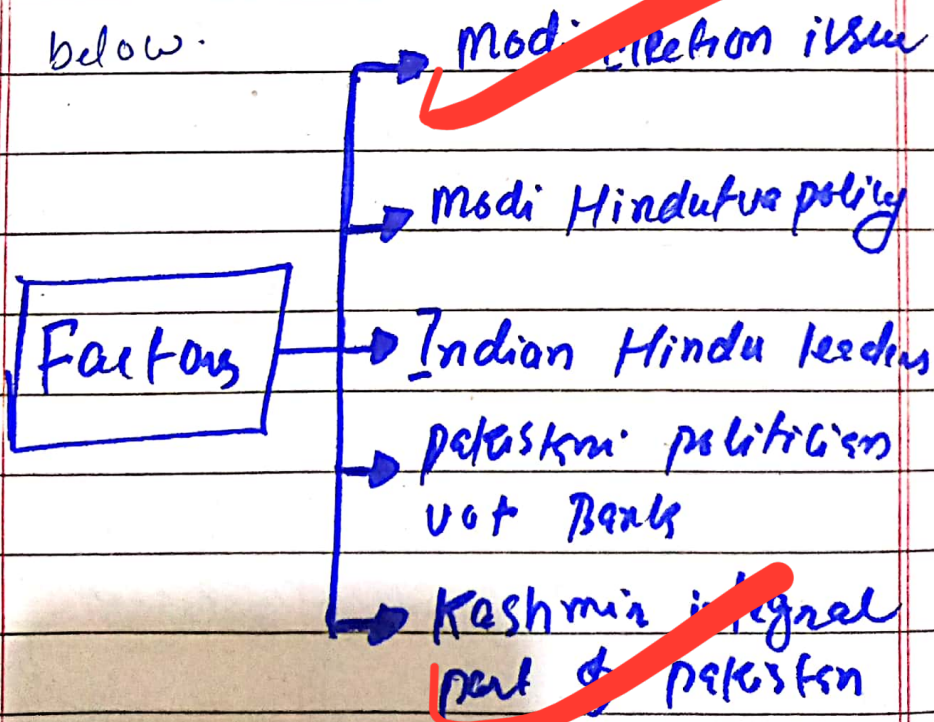 below.
Modi election issue
Modi Hindutva policy
Factors
Indian Hindu leaders
pakistani politician
vot Bank
Kashmir integral
part of pakistan